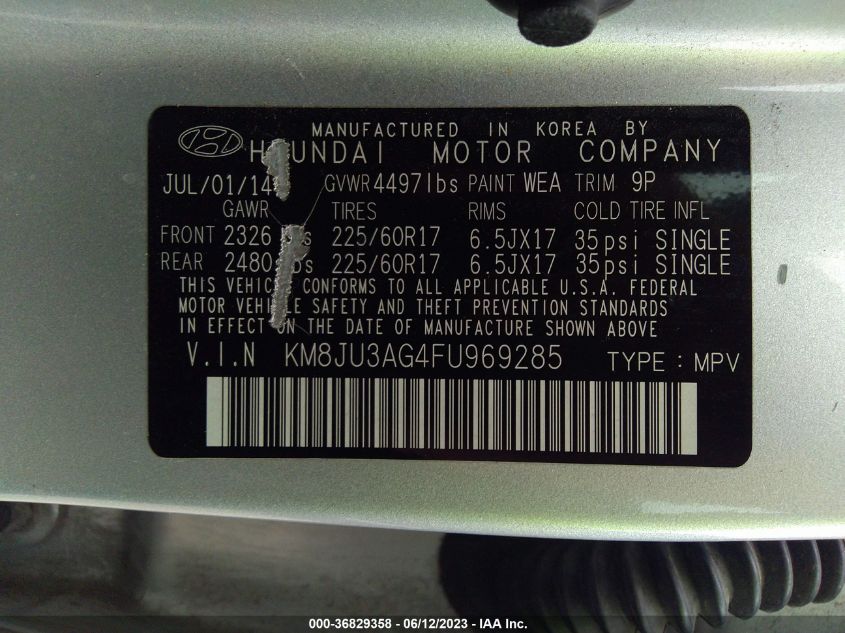 MANUFACTURED IN KOREA BY
HYUNDAI MOTOR COMPANY
JUL/01/14 GVWR 4497lbs PAINT WEA TRIM 9P
GAWR TIRES RIMS COLD TIRE INFL
FRONT 2326 lbs 225/60R17 6.5JX17 35psi SINGLE
REAR 2480 lbs 225/60R17 6.5JX17 35psi SINGLE
THIS VEHICLE CONFORMS TO ALL APPLICABLE U.S.A. FEDERAL
MOTOR VEHICLE SAFETY AND THEFT PREVENTION STANDARDS
IN EFFECT ON THE DATE OF MANUFACTURE SHOWN ABOVE
V.I.N KM8JU3AG4FU969285 TYPE : MPV
000-36829358 - 06/12/2023 - IAA Inc.